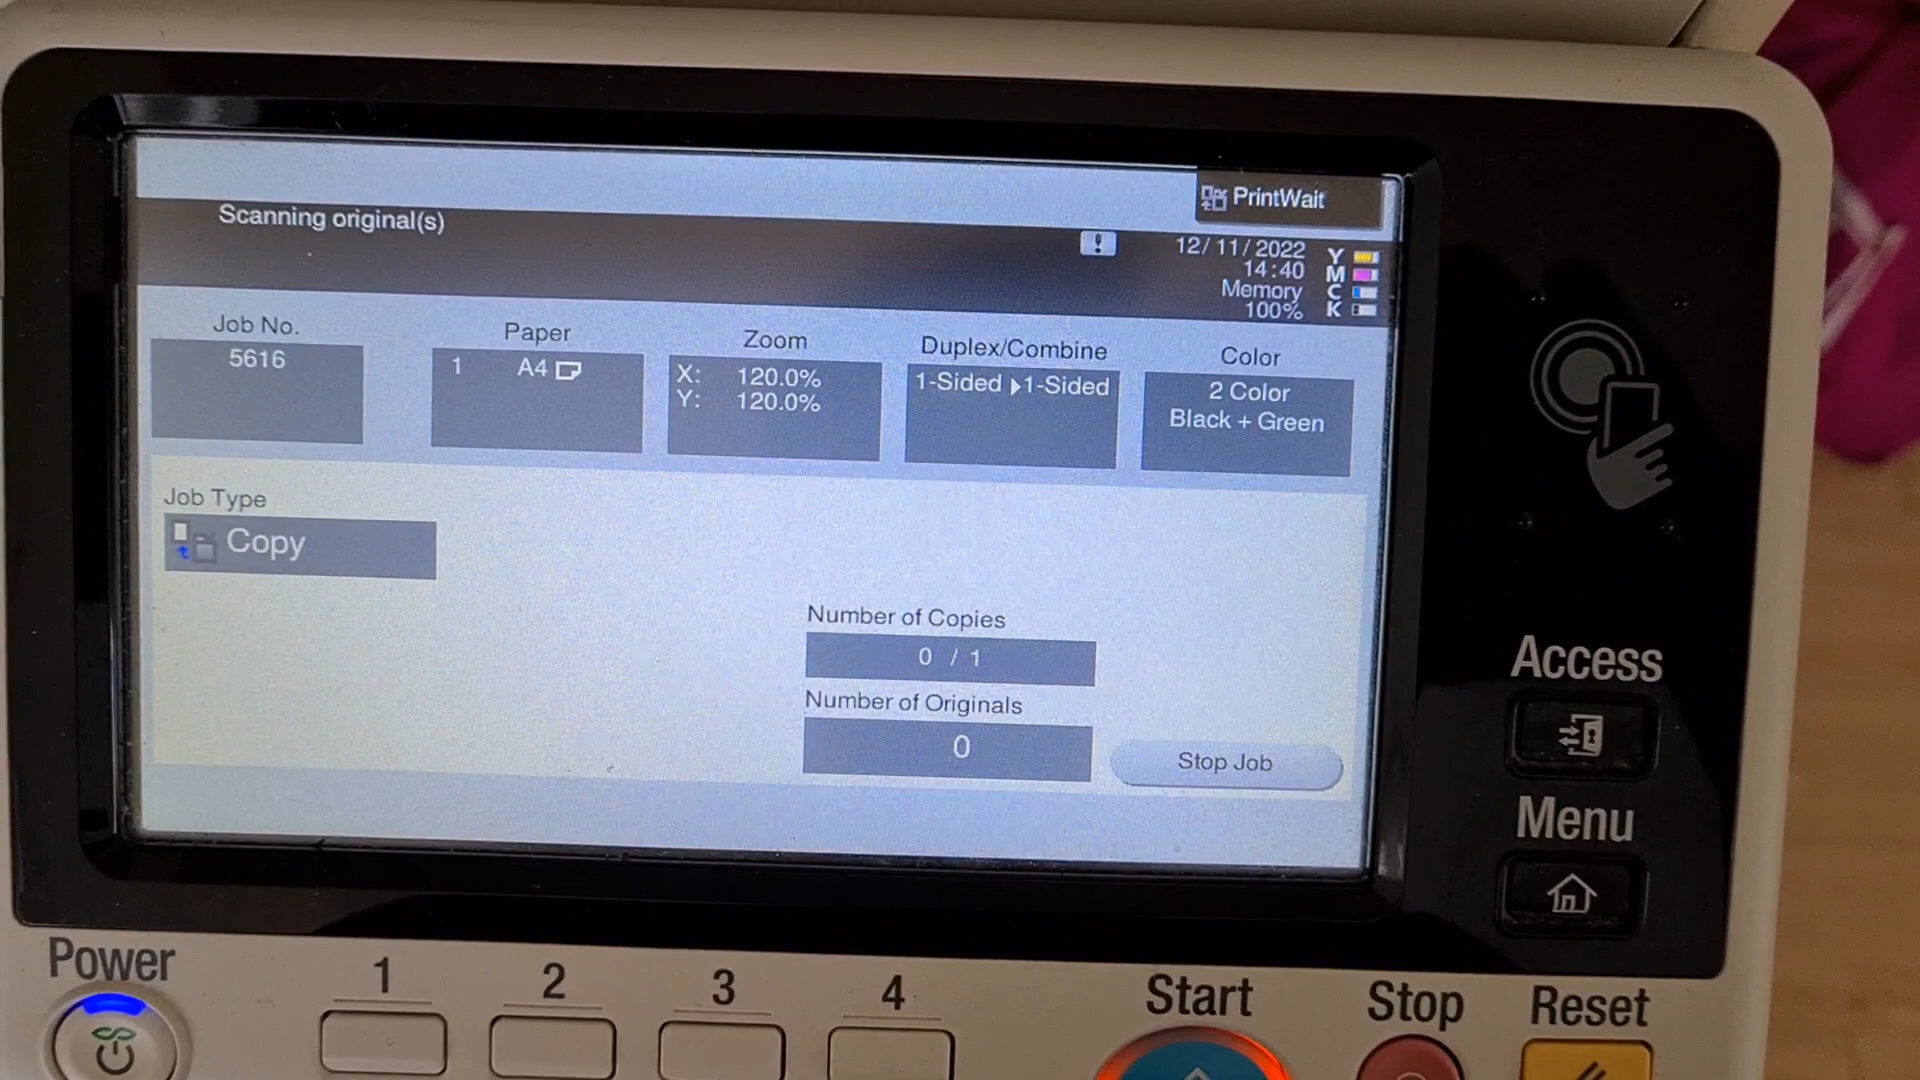 PrintWait
Scanning original(s)
!
12/11/2022
14:40
Memory
100%
Y
M
C
K
Job No.
5616
Paper
1 A4
Zoom
X: 120.0%
Y: 120.0%
Duplex/Combine
1-Sided ▶1-Sided
Color
2 Color
Black + Green
Job Type
Copy
Number of Copies
0 / 1
Number of Originals
0
Stop Job
Access
Menu
Power
1
2
3
4
Start
Stop
Reset